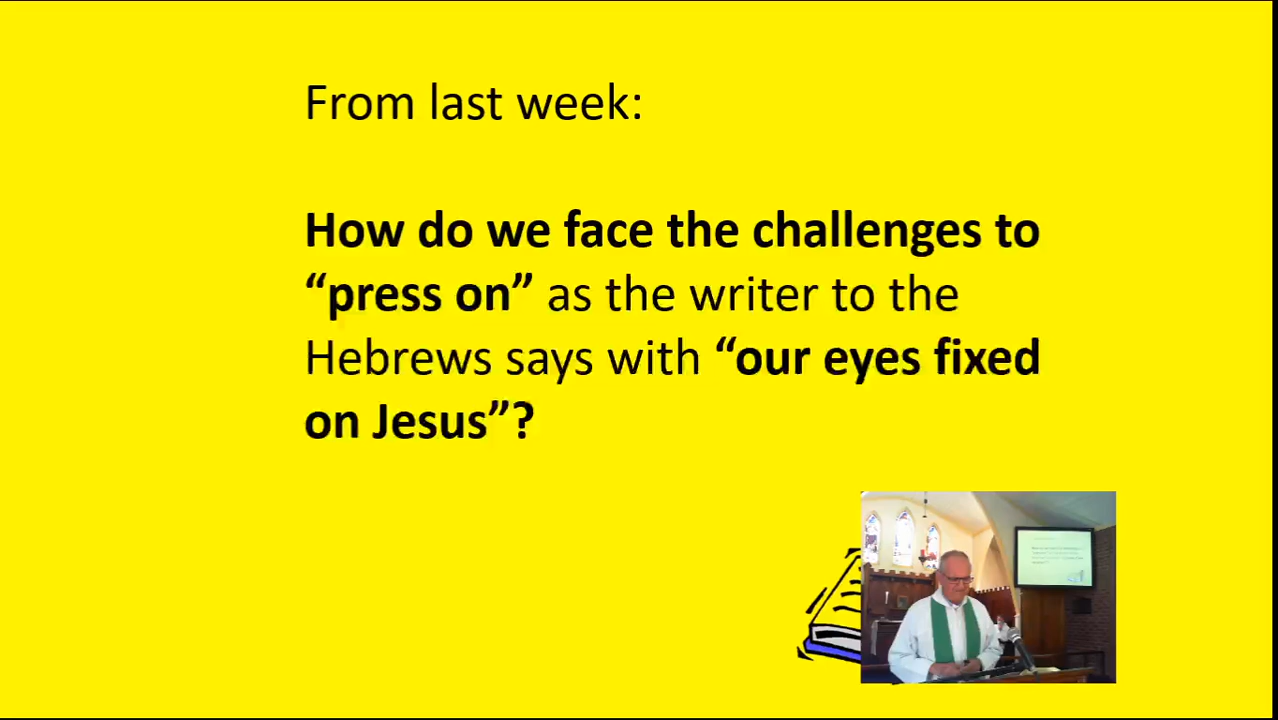 From last week:
How do we face the challenges to
“press on” as the writer to the
Hebrews says with “our eyes fixed
on Jesus”?